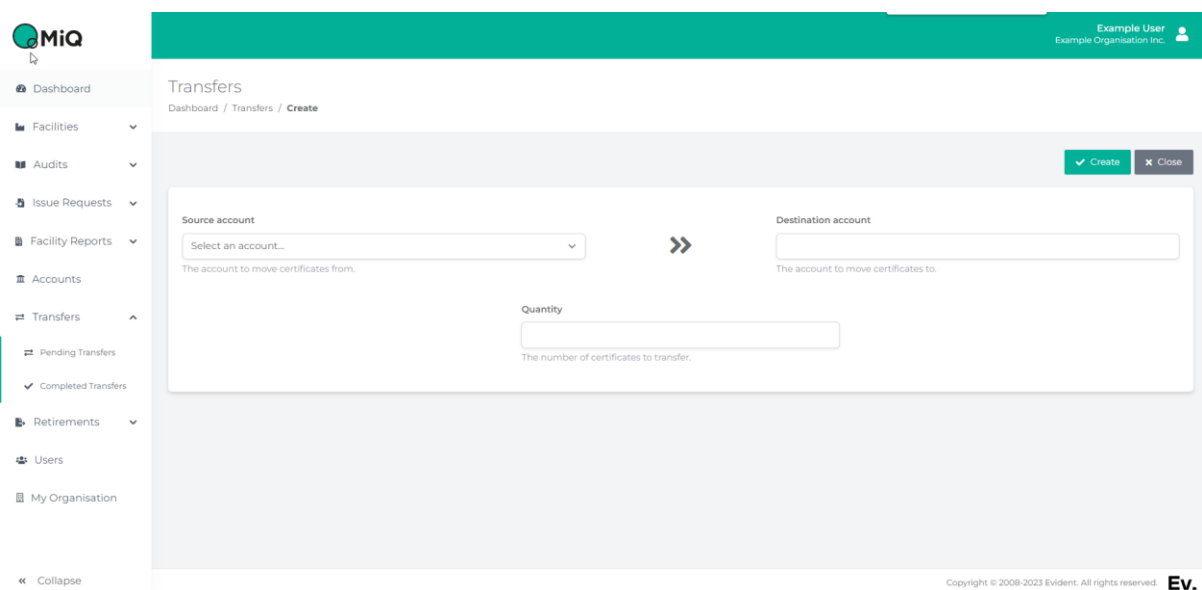 MiQ
Example User
Example Organisation Inc.
Dashboard
Facilities
Audits
Issue Requests
Facility Reports
Accounts
Transfers
Pending Transfers
Completed Transfers
Retirements
Users
My Organisation
Collapse
Transfers
Dashboard / Transfers / Create
Create
Close
Source account
Select an account...
The account to move certificates from.
Destination account
The account to move certificates to.
Quantity
The number of certificates to transfer.
Copyright © 2008-2023 Evident. All rights reserved.
Ev.